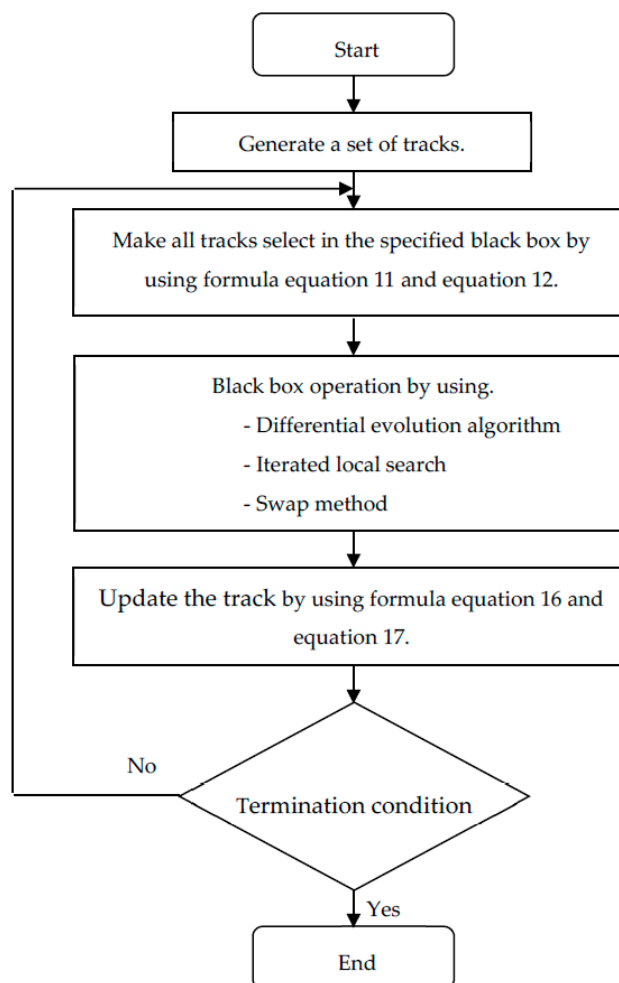 Start
Generate a set of tracks.
Make all tracks select in the specified black box by
using formula equation 11 and equation 12.
Black box operation by using.
- Differential evolution algorithm
- Iterated local search
- Swap method
Update the track by using formula equation 16 and
equation 17.
No
Termination condition
Yes
End